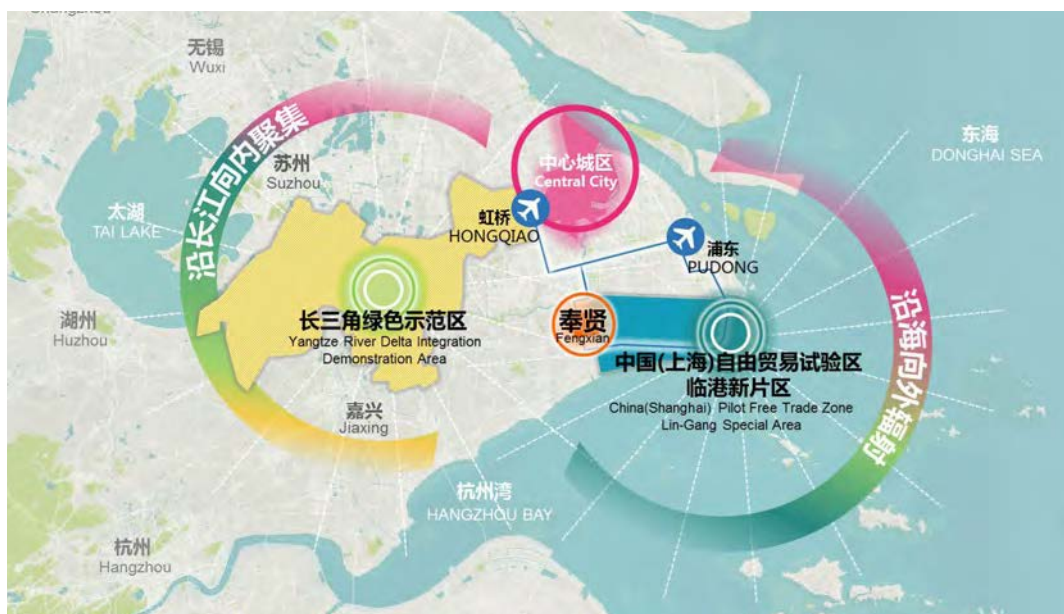 Changzhou
无锡
Wuxi
沿长江向内聚集
苏州
Suzhou
太湖
TAI LAKE
湖州
Huzhou
中心城区
Central City
虹桥
HONGQIAO
浦东
PUDONG
东海
DONGHAI SEA
长三角绿色示范区
Yangtze River Delta Integration
Demonstration Area
奉贤
Fengxian
中国(上海)自由贸易试验区
临港新片区
China(Shanghai) Pilot Free Trade Zone
Lin-Gang Special Area
沿海向外辐射
嘉兴
Jiaxing
杭州湾
HANGZHOU BAY
杭州
Hangzhou